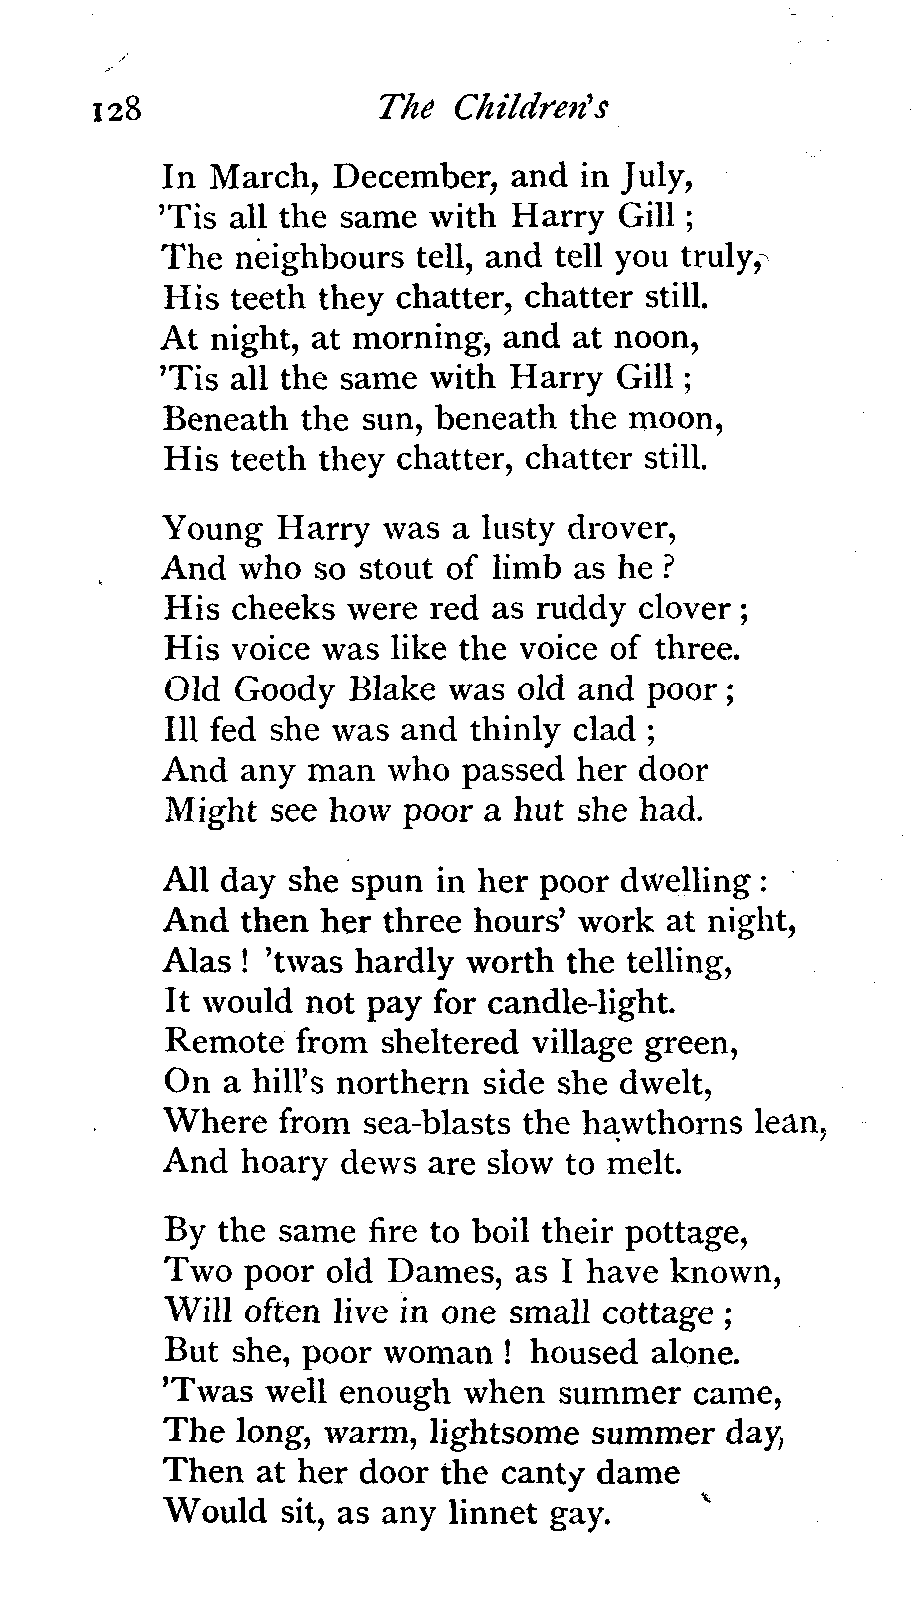 128 The Children's
In March, December, and in July,
'Tis all the same with Harry Gill ;
The neighbours tell, and tell you truly,
His teeth they chatter, chatter still.
At night, at morning, and at noon,
'Tis all the same with Harry Gill ;
Beneath the sun, beneath the moon,
His teeth they chatter, chatter still.

Young Harry was a lusty drover,
And who so stout of limb as he ?
His cheeks were red as ruddy clover ;
His voice was like the voice of three.
Old Goody Blake was old and poor ;
Ill fed she was and thinly clad ;
And any man who passed her door
Might see how poor a hut she had.

All day she spun in her poor dwelling :
And then her three hours' work at night,
Alas ! 'twas hardly worth the telling,
It would not pay for candle-light.
Remote from sheltered village green,
On a hill's northern side she dwelt,
Where from sea-blasts the hawthorns lean,
And hoary dews are slow to melt.

By the same fire to boil their pottage,
Two poor old Dames, as I have known,
Will often live in one small cottage ;
But she, poor woman ! housed alone.
'Twas well enough when summer came,
The long, warm, lightsome summer day,
Then at her door the canty dame
Would sit, as any linnet gay.